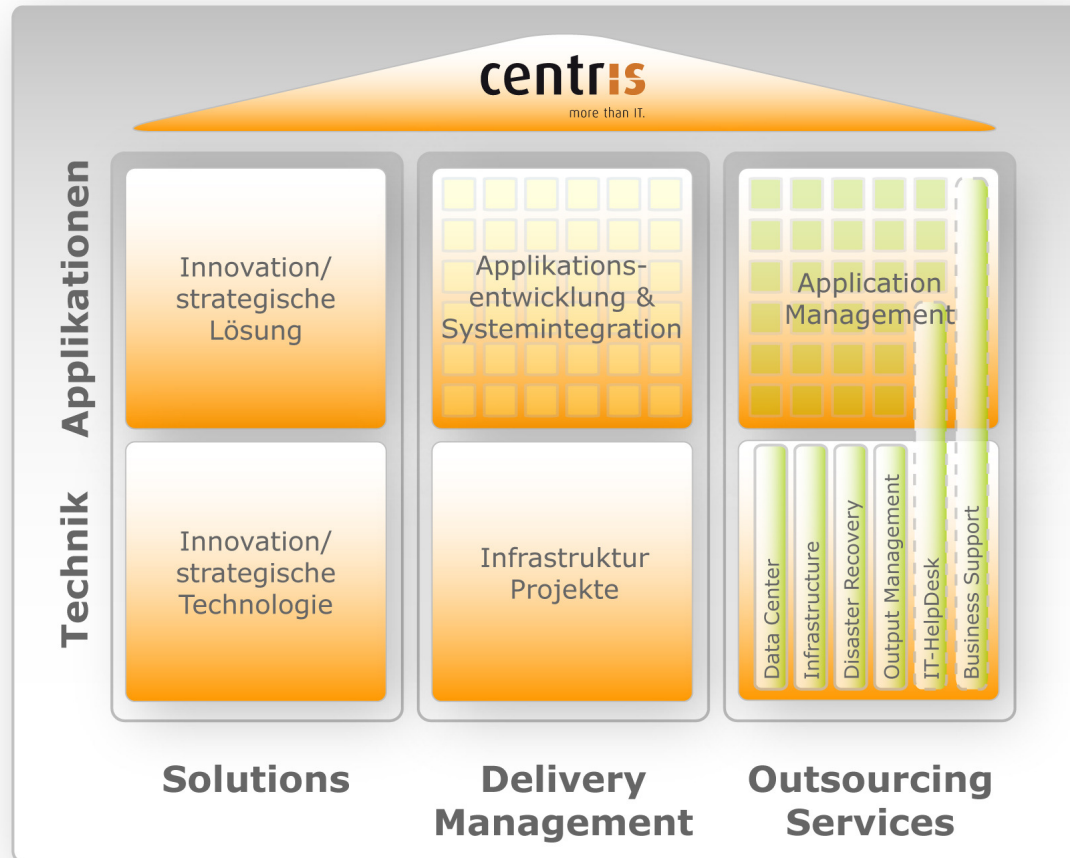 centris
more than IT.
Applikationen
Innovation/
strategische
Lösung
Applikations-
entwicklung &
Systemintegration
Application
Management
Technik
Innovation/
strategische
Technologie
Infrastruktur
Projekte
Data Center
Infrastructure
Disaster Recovery
Output Management
IT-HelpDesk
Business Support
Solutions
Delivery
Management
Outsourcing
Services